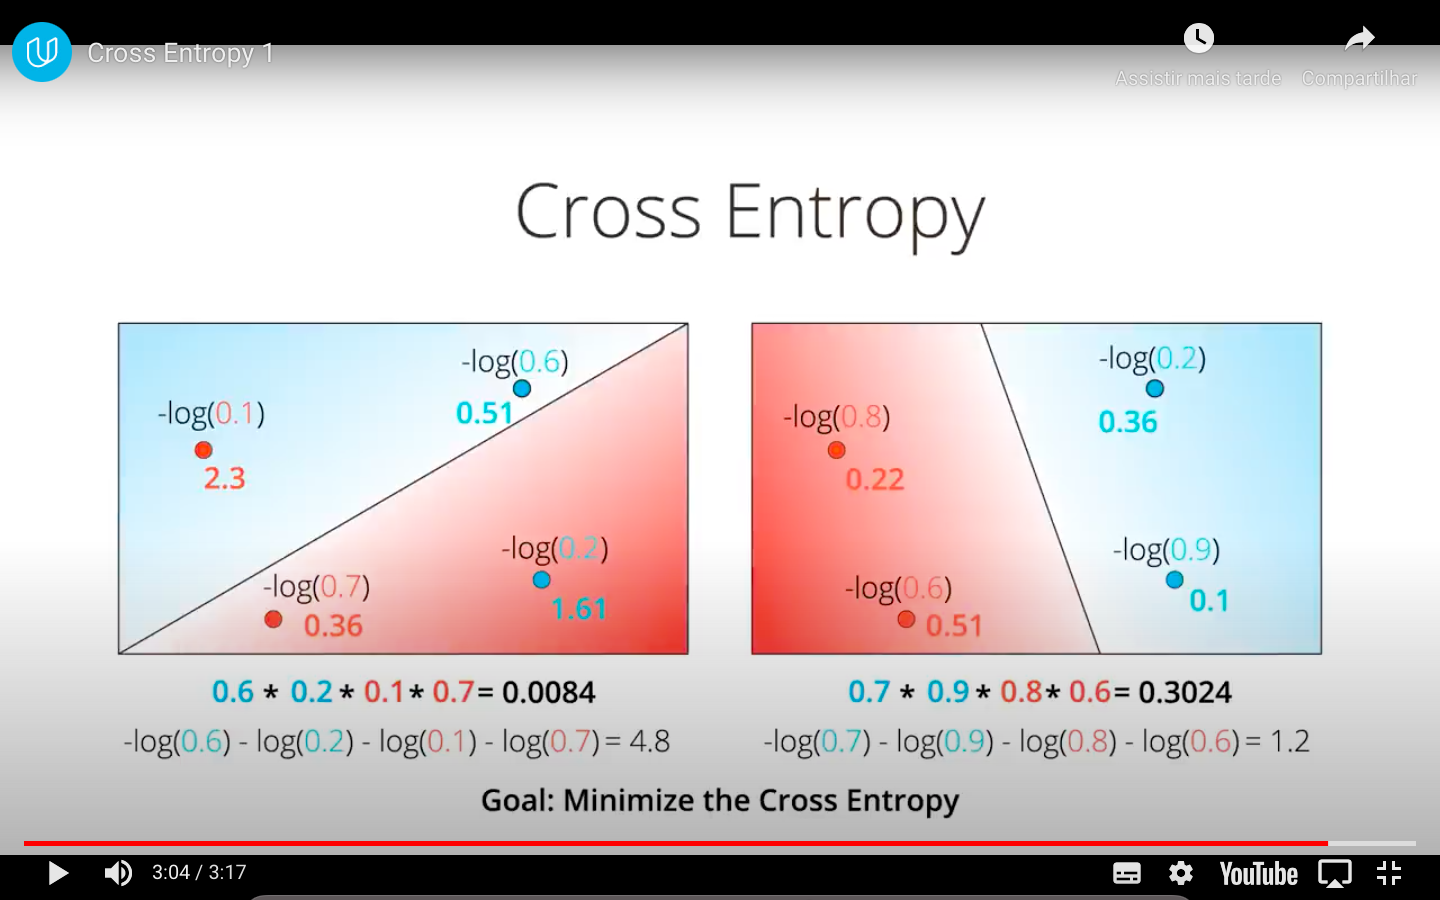 Cross Entropy 1
Assistir mais tarde
Compartilhar
Cross Entropy
-log(0.6)
0.51
-log(0.1)
2.3
-log(0.2)
1.61
-log(0.7)
0.36
-log(0.2)
0.36
-log(0.8)
0.22
-log(0.9)
0.1
-log(0.6)
0.51
0.6 * 0.2 * 0.1 * 0.7 = 0.0084
-log(0.6) - log(0.2) - log(0.1) - log(0.7) = 4.8
0.7 * 0.9 * 0.8 * 0.6 = 0.3024
-log(0.7) - log(0.9) - log(0.8) - log(0.6) = 1.2
Goal: Minimize the Cross Entropy
3:04 / 3:17
YouTube